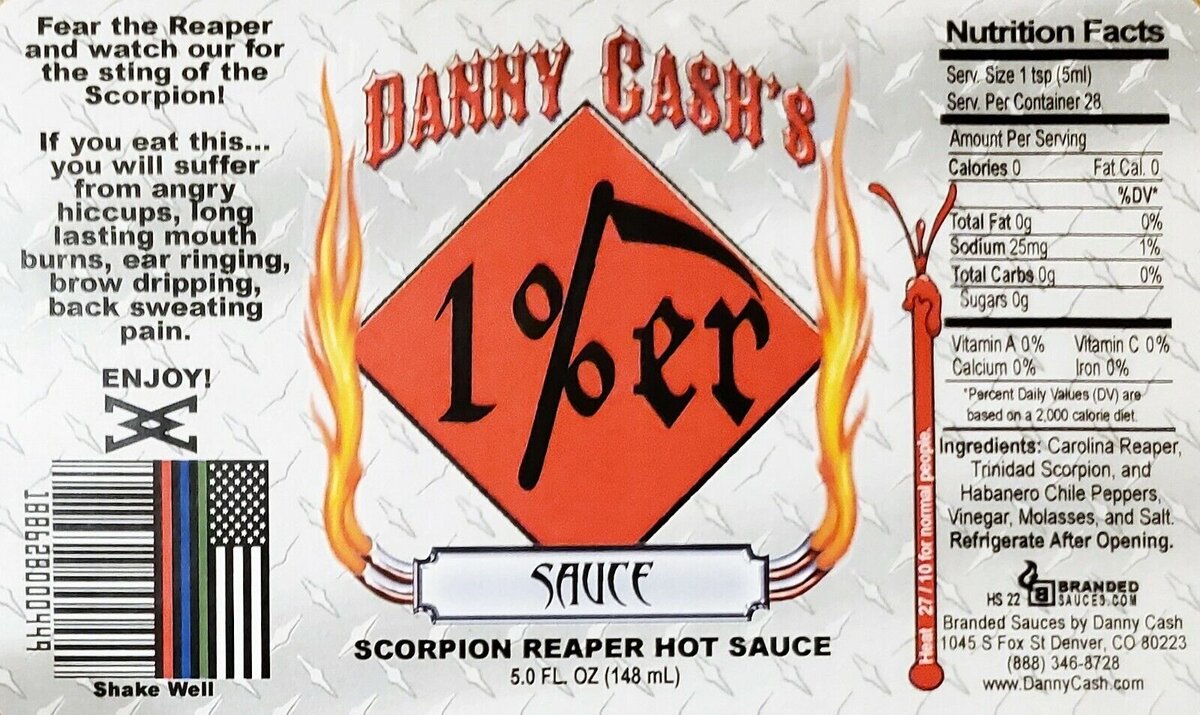 Fear the Reaper
and watch our for
the sting of the
Scorpion!
If you eat this...
you will suffer
from angry
hiccups, long
lasting mouth
burns, ear ringing,
brow dripping,
back sweating
pain.
ENJOY!
Shake Well
DANNY CASH'S
1%er
SAUCE
SCORPION REAPER HOT SAUCE
5.0 FL. OZ (148 mL)
Heat 27/10 for normal people.
Nutrition Facts
Serv. Size 1 tsp (5ml)
Serv. Per Container 28
Amount Per Serving
Calories 0 Fat Cal. 0
%DV*
Total Fat 0g 0%
Sodium 25mg 1%
Total Carbs 0g 0%
Sugars 0g
Vitamin A 0% Vitamin C 0%
Calcium 0% Iron 0%
*Percent Daily Values (DV) are
based on a 2,000 calorie diet.
Ingredients: Carolina Reaper,
Trinidad Scorpion, and
Habanero Chile Peppers,
Vinegar, Molasses, and Salt.
Refrigerate After Opening.
HS 22 B BRANDED
SAUCES.COM
Branded Sauces by Danny Cash
1045 S Fox St Denver, CO 80223
(888) 346-8728
www.DannyCash.com